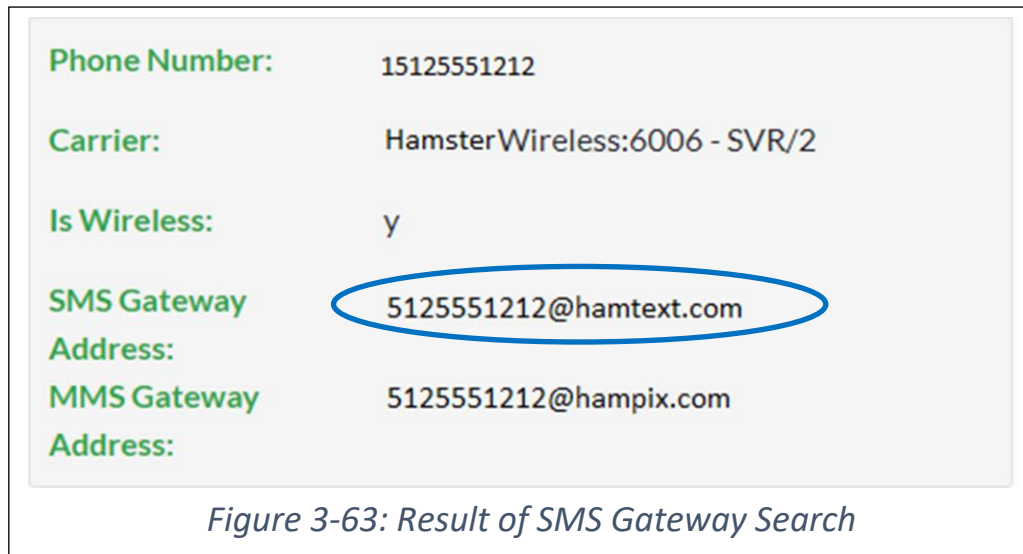 Phone Number: 15125551212
Carrier: HamsterWireless:6006 - SVR/2
Is Wireless: y
SMS Gateway 5125551212@hamtext.com
Address:
MMS Gateway 5125551212@hampix.com
Address:
Figure 3-63: Result of SMS Gateway Search